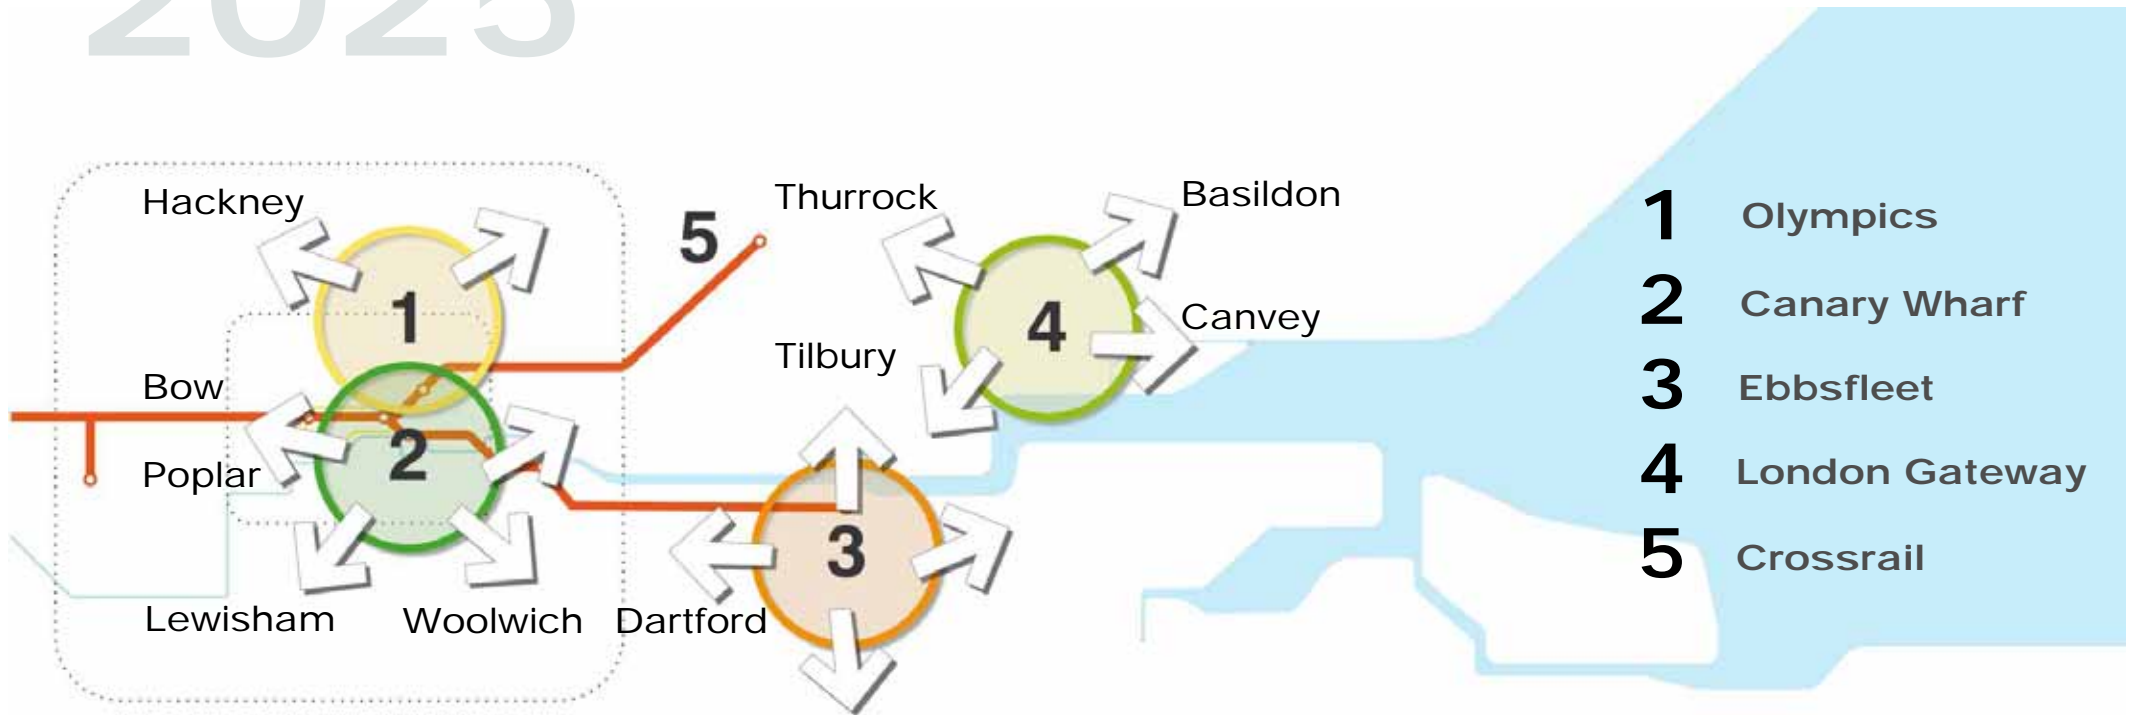 2025
Hackney
5
Thurrock
Basildon
1
4
Canvey
Tilbury
Bow
2
Poplar
3
Lewisham
Woolwich
Dartford
1 Olympics
2 Canary Wharf
3 Ebbsfleet
4 London Gateway
5 Crossrail